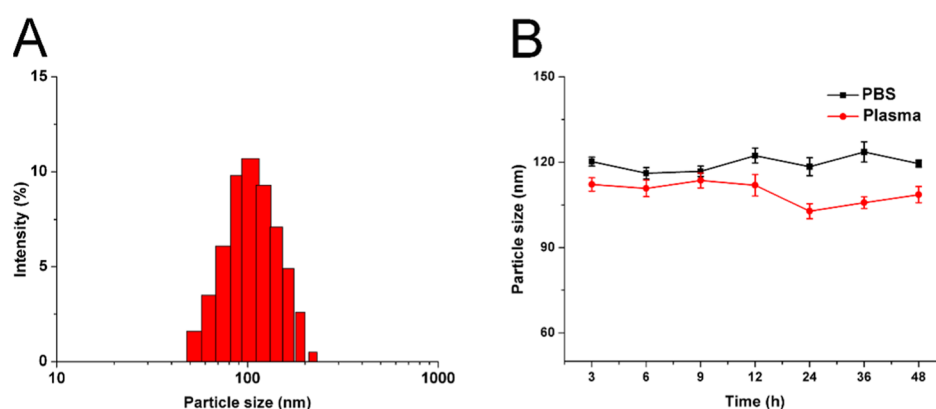 A
15
10
5
0
Intensity (%)
10
100
1000
Particle size (nm)
B
150
120
90
60
Particle size (nm)
PBS
Plasma
3
6
9
12
24
36
48
Time (h)